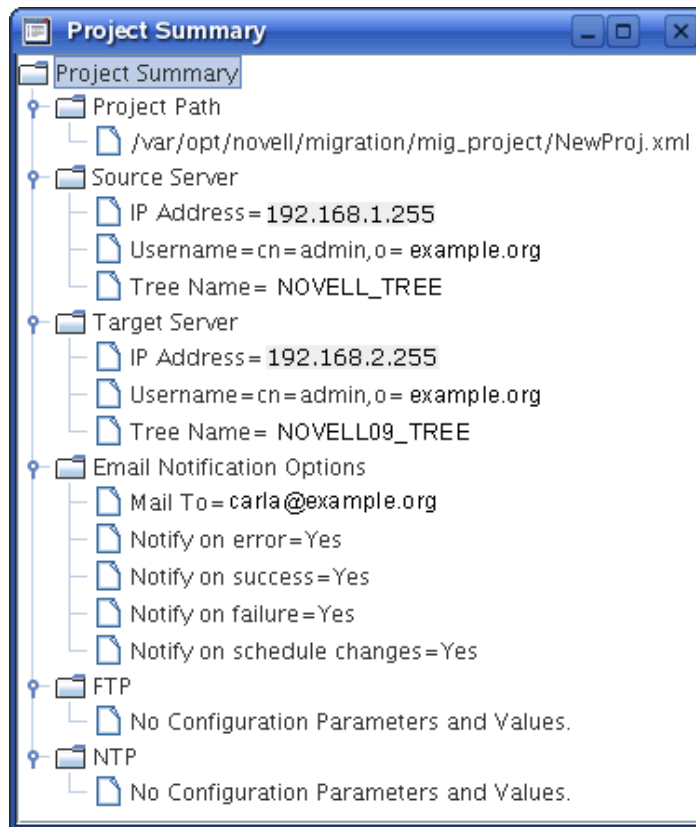 Project Summary
Project Summary
Project Path
/var/opt/novell/migration/mig_project/NewProj.xml
Source Server
IP Address=192.168.1.255
Username=cn=admin,o= example.org
Tree Name= NOVELL_TREE
Target Server
IP Address=192.168.2.255
Username=cn=admin,o= example.org
Tree Name= NOVELL09_TREE
Email Notification Options
Mail To=carla@example.org
Notify on error=Yes
Notify on success=Yes
Notify on failure=Yes
Notify on schedule changes=Yes
FTP
No Configuration Parameters and Values.
NTP
No Configuration Parameters and Values.